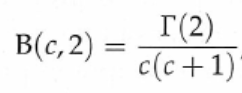 B(c, 2) = Γ(2) / c(c + 1)